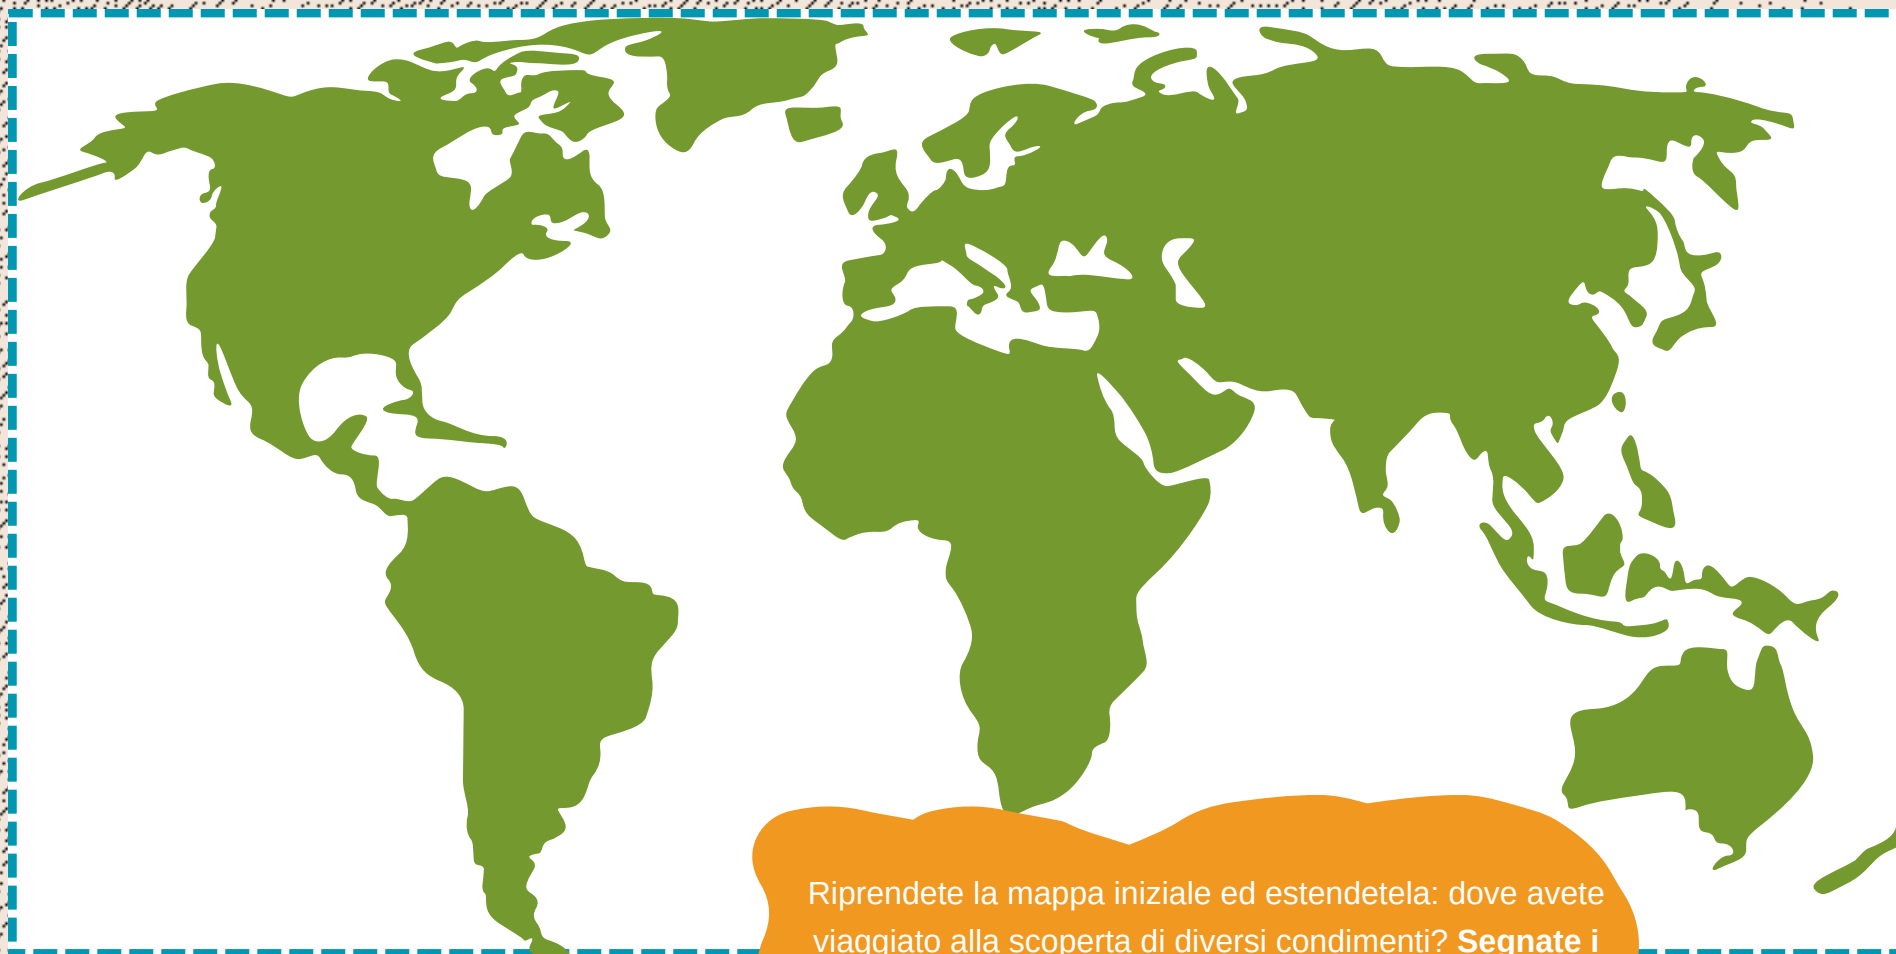 Riprendete la mappa iniziale ed estendetela: dove avete
viaggiato alla scoperta di diversi condimenti? Segnate i